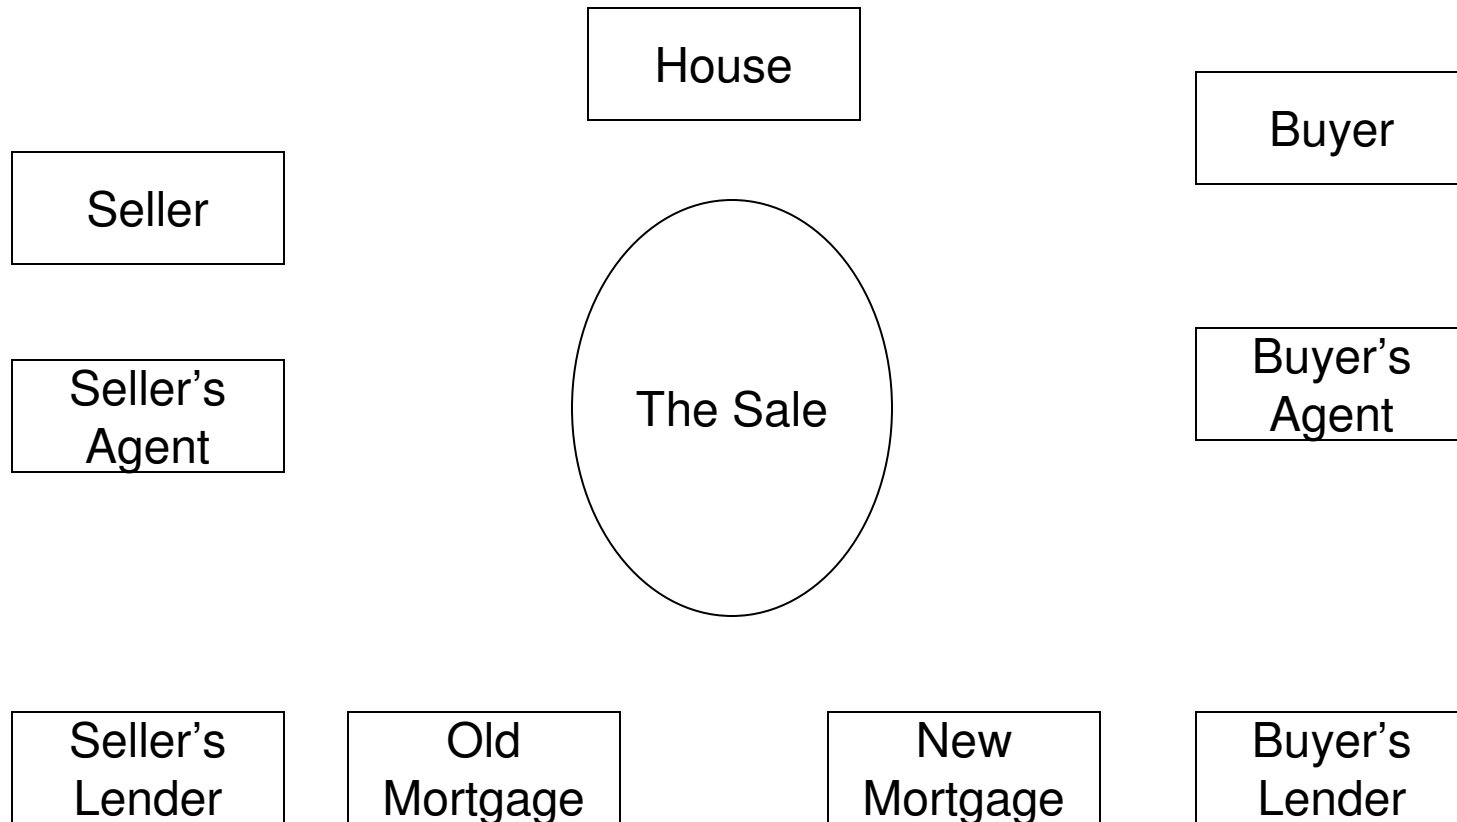 House
Buyer
Seller
Seller’s
Agent
The Sale
Buyer’s
Agent
Seller’s
Lender
Old
Mortgage
New
Mortgage
Buyer’s
Lender